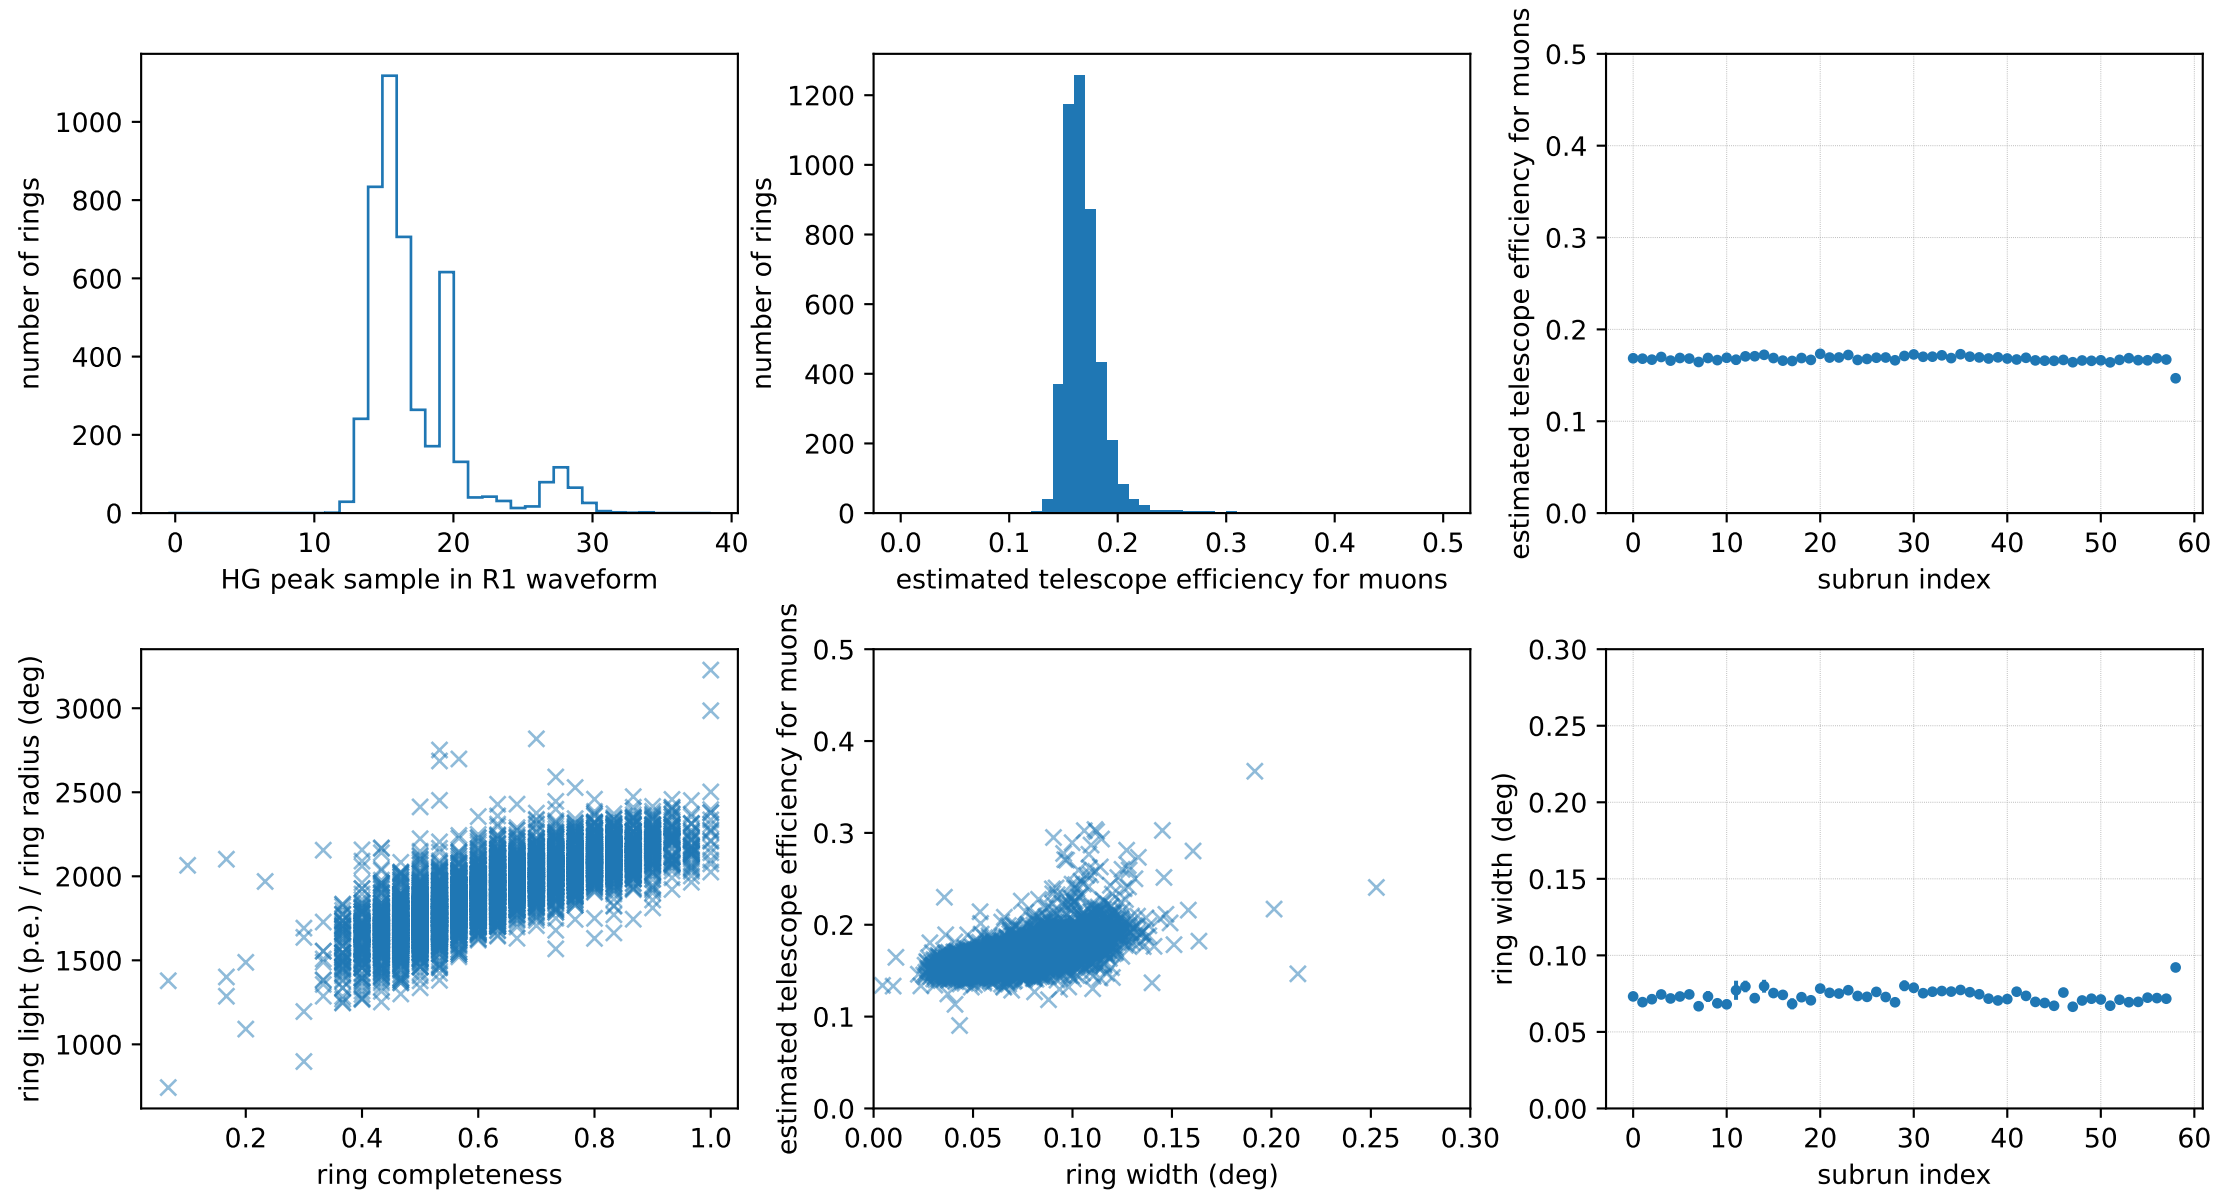 number of rings
1000
800
600
400
200
0
0 10 20 30 40
HG peak sample in R1 waveform
number of rings
1200
1000
800
600
400
200
0
0.0 0.1 0.2 0.3 0.4 0.5
estimated telescope efficiency for muons
estimated telescope efficiency for muons
0.5
0.4
0.3
0.2
0.1
0.0
0 10 20 30 40 50 60
subrun index
ring light (p.e.) / ring radius (deg)
3000
2500
2000
1500
1000
0.2 0.4 0.6 0.8 1.0
ring completeness
estimated telescope efficiency for muons
0.5
0.4
0.3
0.2
0.1
0.0
0.00 0.05 0.10 0.15 0.20 0.25 0.30
ring width (deg)
ring width (deg)
0.30
0.25
0.20
0.15
0.10
0.05
0.00
0 10 20 30 40 50 60
subrun index